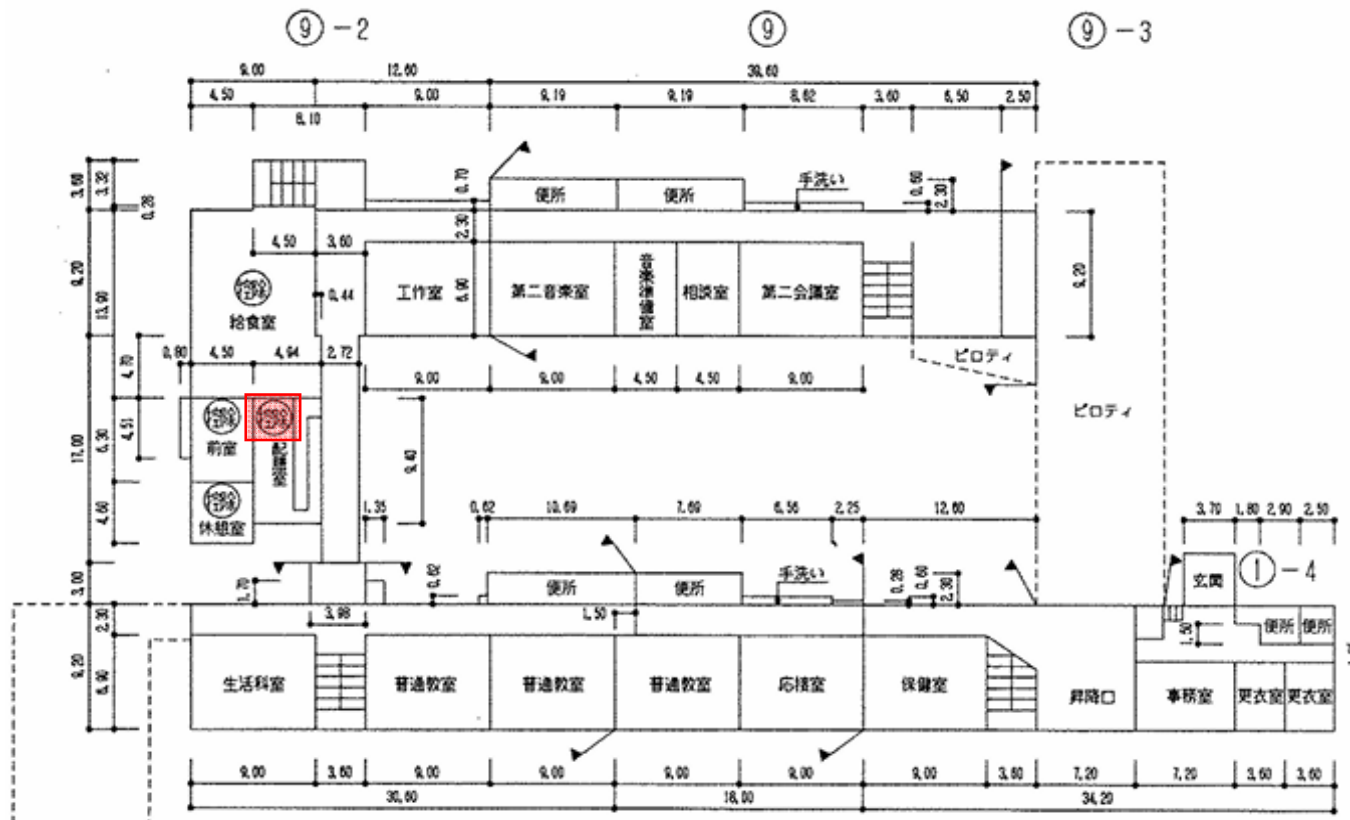 ⑨-2 ⑨ ⑨-3
9.00 12.60 39.60
4.50 9.00 9.19 9.19 8.62 3.60 6.50 2.50
8.10
3.60 3.32 0.28
0.70 便所 便所 手洗い 0.60 2.30
2.30
4.50 3.60
9.20 13.90
給食室
0.44
工作室 6.90 第二音楽室 相談室 第二会議室
9.20
0.80 4.50 4.94 2.72
ピロティ
4.70
9.00 9.00 4.50 4.50 9.00
ピロティ
17.00 6.30 4.51
前室 配膳室
9.40
4.60
休憩室
1.35 0.62 10.69 7.69 6.56 2.25 12.60
3.70 1.80 2.90 2.50
3.00 1.70 0.62 便所 便所 手洗い 0.28 0.60 2.30
玄関 ①-4
2.30 3.98 1.50
1.50 便所 便所
9.20 6.90
生活科室 普通教室 普通教室 普通教室 応接室 保健室 昇降口 事務室 更衣室 更衣室
9.00 3.60 9.00 9.00 9.00 9.00 9.00 3.60 7.20 7.20 3.60 3.60
30.60 18.00 34.20